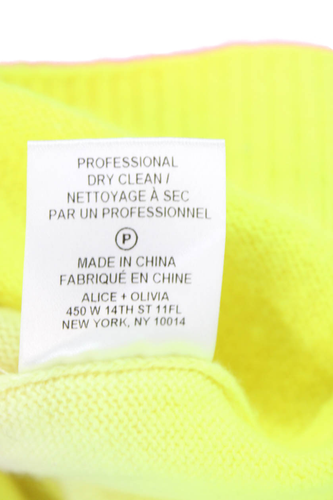 PROFESSIONAL
DRY CLEAN /
NETTOYAGE À SEC
PAR UN PROFESSIONNEL
P
MADE IN CHINA
FABRIQUÉ EN CHINE
ALICE + OLIVIA
450 W 14TH ST 11FL
NEW YORK, NY 10014